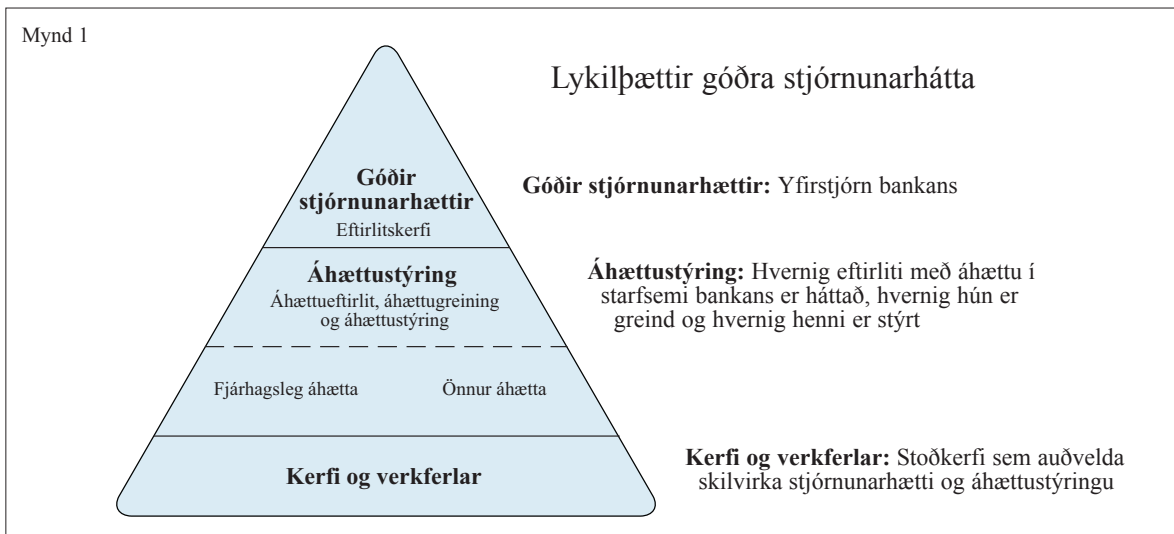 Mynd 1
Lykilþættir góðra stjórnunarhátta
Góðir
stjórnunarhættir
Eftirlitskerfi
Góðir stjórnunarhættir: Yfirstjórn bankans
Áhættustýring
Áhættueftirlit, áhættugreining
og áhættustýring
Áhættustýring: Hvernig eftirliti með áhættu í
starfsemi bankans er háttað, hvernig hún er
greind og hvernig henni er stýrt
Fjárhagsleg áhætta
Önnur áhætta
Kerfi og verkferlar
Kerfi og verkferlar: Stoðkerfi sem auðvelda
skilvirka stjórnunarhætti og áhættustýringu